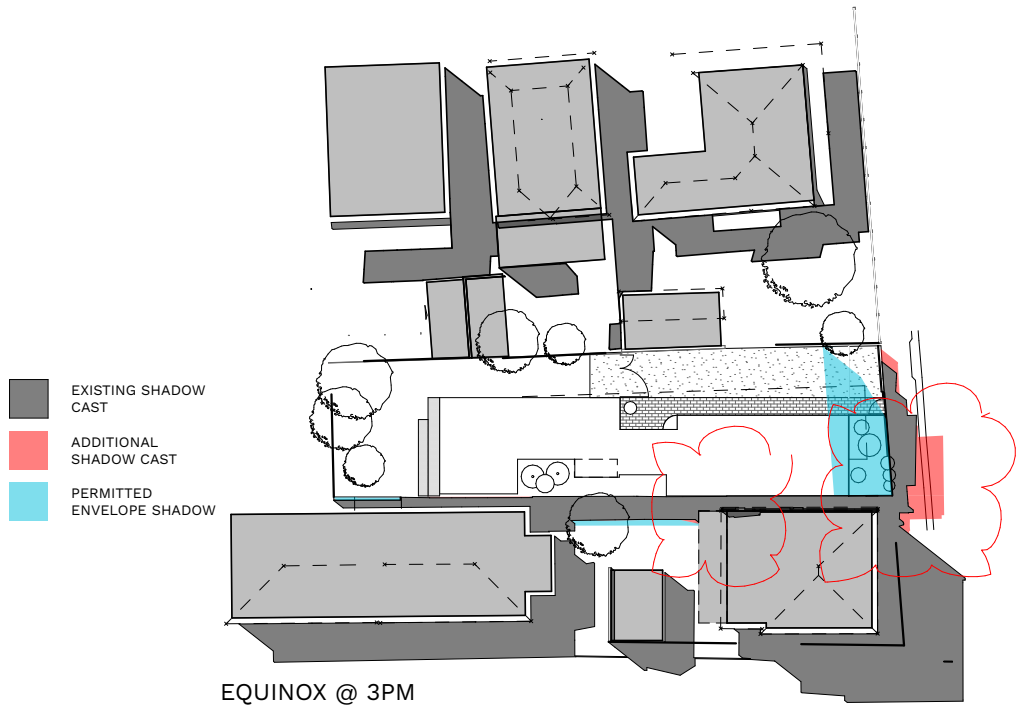 EXISTING SHADOW
CAST
ADDITIONAL
SHADOW CAST
PERMITTED
ENVELOPE SHADOW
EQUINOX @ 3PM